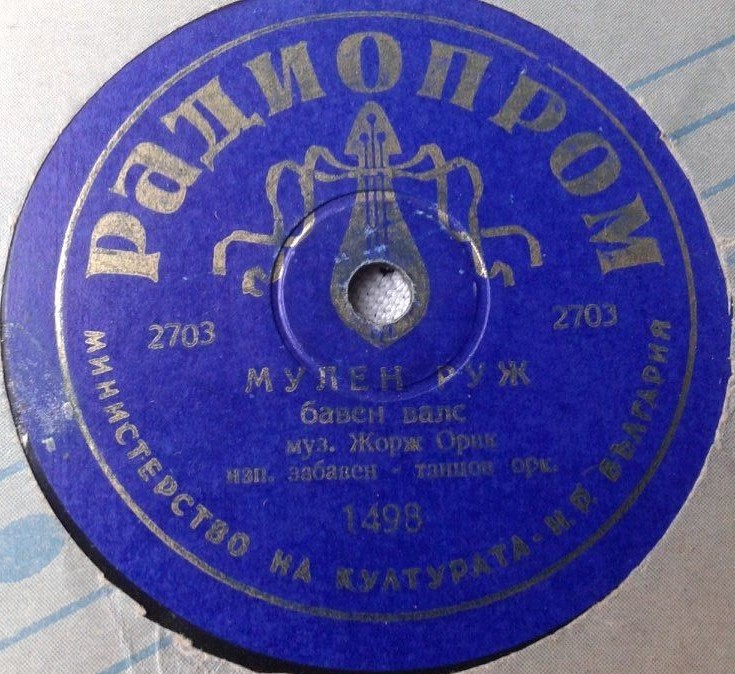 РАДИОПРОМ
2703
2703
МУЛЕН РУЖ
бавен валс
муз. Жорж Орик
изп. забавен - танцов орк.
1498
МИНИСТЕРСТВО НА КУЛТУРАТА - Н. Р. БЪЛГАРИЯ